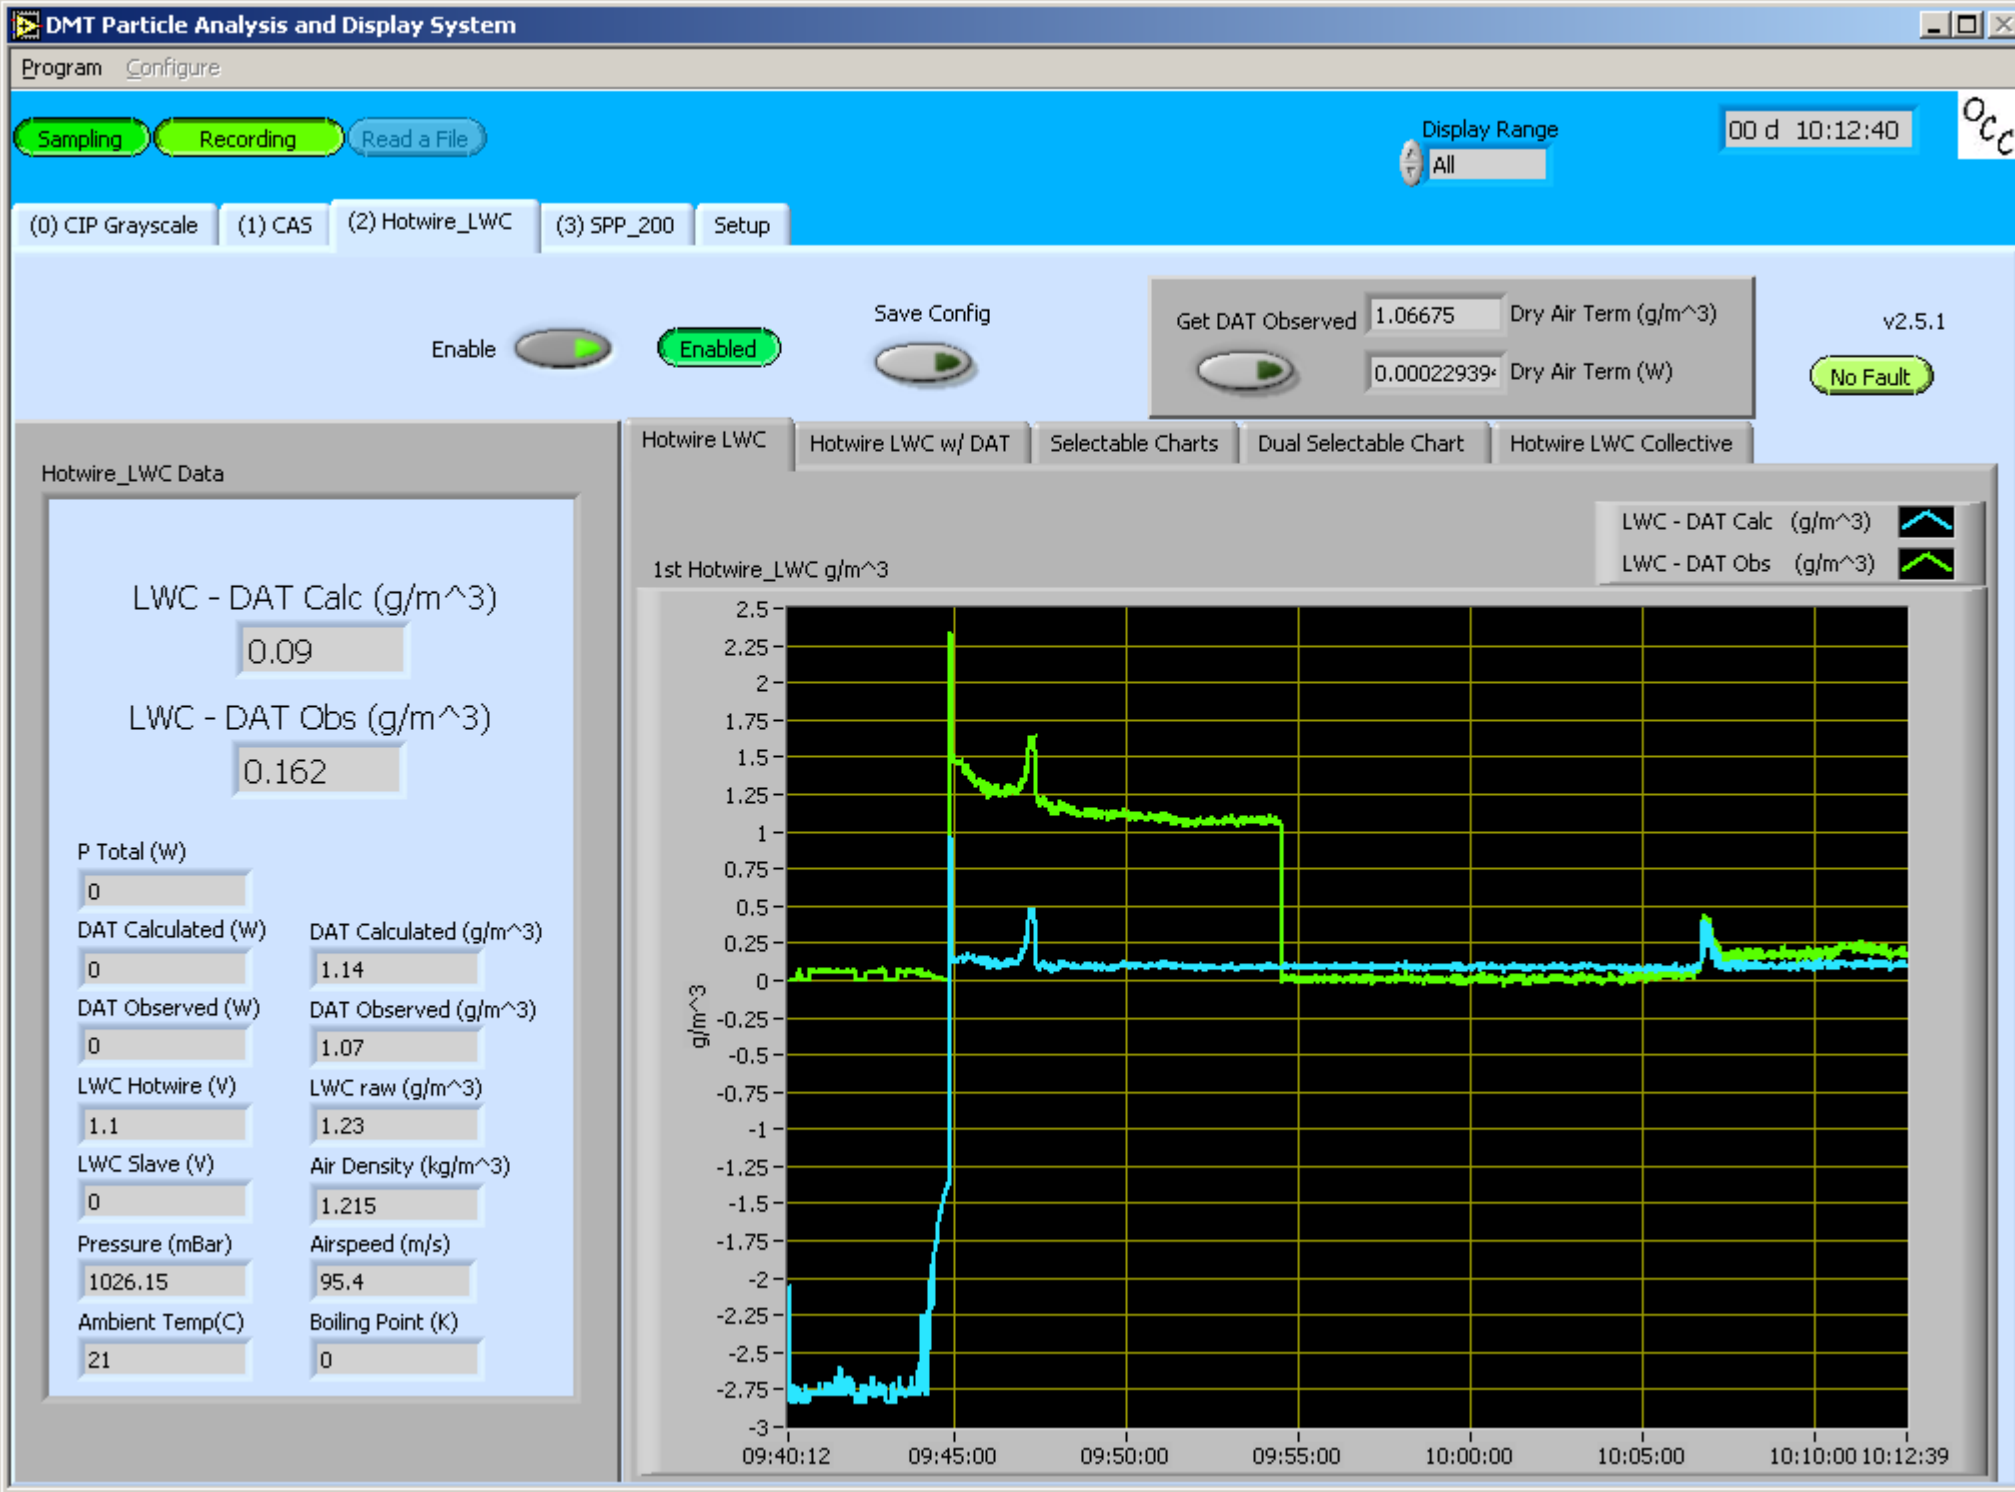 DMT Particle Analysis and Display System
Program Configure
Sampling Recording Read a File
Display Range
All
00 d 10:12:40
OCC
(0) CIP Grayscale (1) CAS (2) Hotwire_LWC (3) SPP_200 Setup
Enable Enabled
Save Config
Get DAT Observed 1.06675 Dry Air Term (g/m^3)
Dry Air Term (W)
v2.5.1
No Fault
Hotwire_LWC Data
LWC - DAT Calc (g/m^3)
0.09
LWC - DAT Obs (g/m^3)
0.162
P Total (W)
0
DAT Calculated (W) DAT Calculated (g/m^3)
0 1.14
DAT Observed (W) DAT Observed (g/m^3)
0 1.07
LWC Hotwire (V) LWC raw (g/m^3)
1.1 1.23
LWC Slave (V) Air Density (kg/m^3)
0 1.215
Pressure (mBar) Airspeed (m/s)
1026.15 95.4
Ambient Temp(C) Boiling Point (K)
21 0
Hotwire LWC Hotwire LWC w/ DAT Selectable Charts Dual Selectable Chart Hotwire LWC Collective
LWC - DAT Calc (g/m^3)
LWC - DAT Obs (g/m^3)
1st Hotwire_LWC g/m^3
2.5
2.25
2
1.75
1.5
1.25
1
0.75
0.5
0.25
0
-0.25
-0.5
-0.75
-1
-1.25
-1.5
-1.75
-2
-2.25
-2.5
-2.75
-3
g/m^3
09:40:12 09:45:00 09:50:00 09:55:00 10:00:00 10:05:00 10:10:00 10:12:39